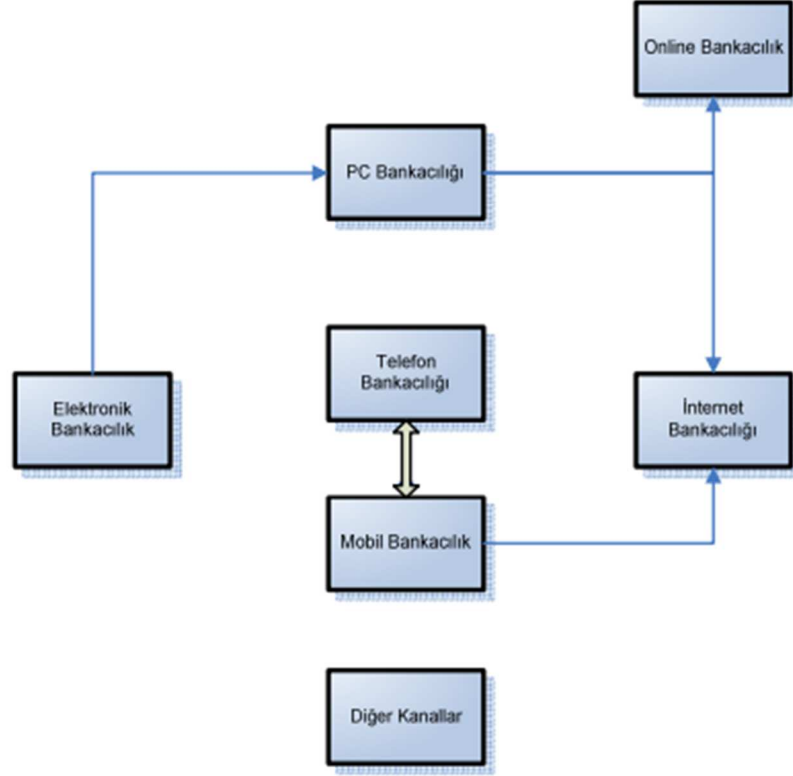 Online Bankacılık
PC Bankacılığı
Telefon
Bankacılığı
Elektronik
Bankacılık
İnternet
Bankacılığı
Mobil Bankacılık
Diğer Kanallar